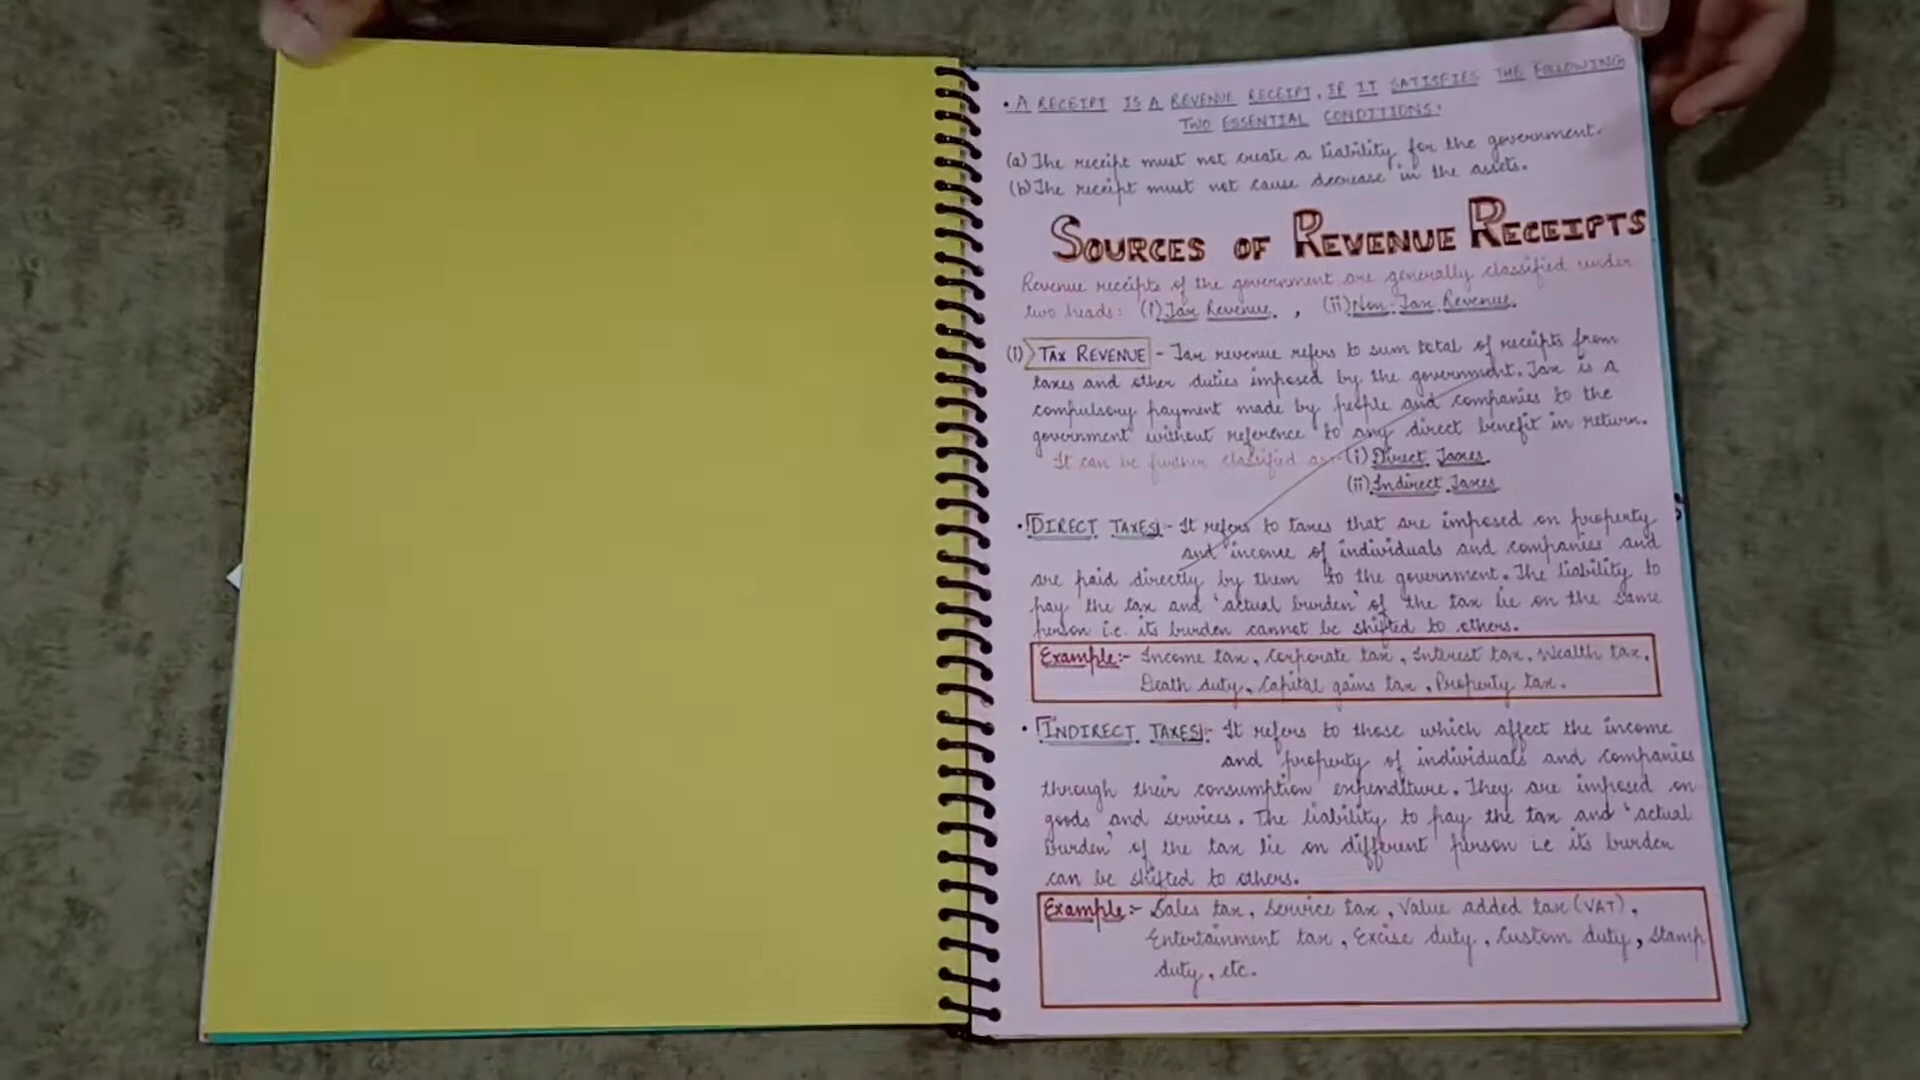 • A RECEIPT IS A REVENUE RECEIPT, IF IT SATISFIES THE FOLLOWING
TWO ESSENTIAL CONDITIONS:
(a) The receipt must not create a liability for the government.
(b) The receipt must not cause decrease in the assets.
SOURCES OF REVENUE RECEIPTS
Revenue receipts of the government are generally classified under
two heads: (i) Tax Revenue , (ii) Non-Tax Revenue.
(1) TAX REVENUE - Tax revenue refers to sum total of receipts from
taxes and other duties imposed by the government. Tax is a
compulsory payment made by people and companies to the
government without reference to any direct benefit in return.
It can be further classified as:- (i) Direct Taxes
(ii) Indirect Taxes
• DIRECT TAXES - It refers to taxes that are imposed on property
and income of individuals and companies and
are paid directly by them to the government. The liability to
pay the tax and 'actual burden' of the tax lie on the same
person i.e. its burden cannot be shifted to others.
Example:- Income tax, Corporate tax, Interest tax, Wealth tax,
Death duty, Capital gains tax, Property tax.
• INDIRECT TAXES:- It refers to those which affect the income
and property of individuals and companies
through their consumption expenditure. They are imposed on
goods and services. The liability to pay the tax and 'actual
burden' of the tax lie on different person i.e its burden
can be shifted to others.
Example:- Sales tax, Service tax, Value added tax (VAT),
Entertainment tax, Excise duty, Custom duty, Stamp
duty, etc.